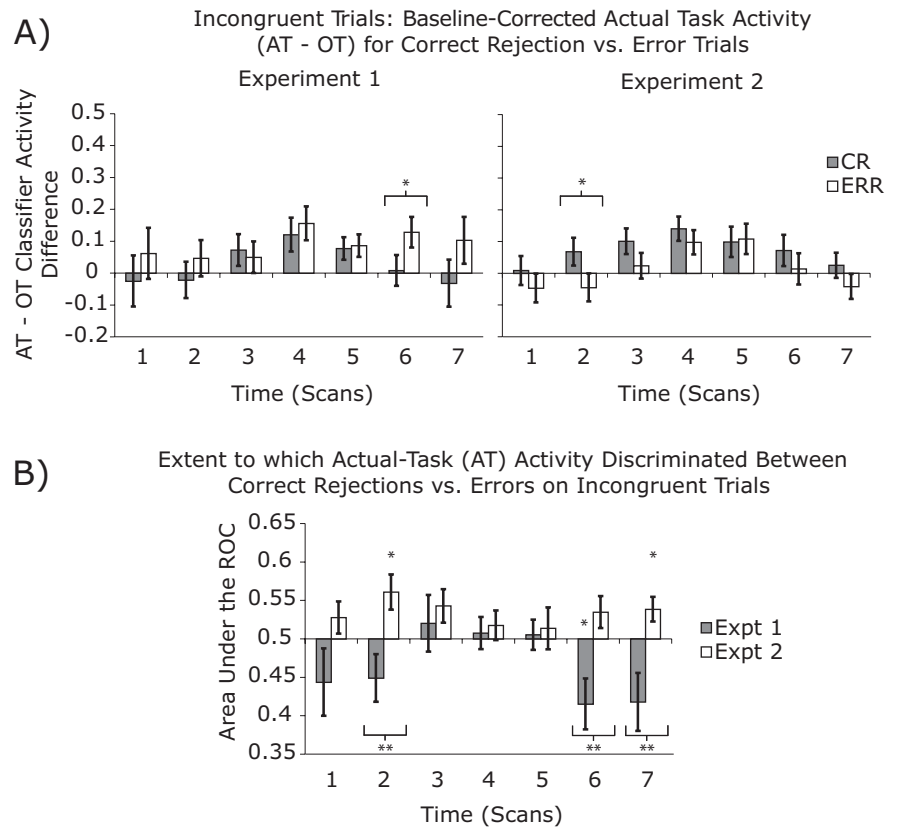 A)
Incongruent Trials: Baseline-Corrected Actual Task Activity
(AT - OT) for Correct Rejection vs. Error Trials
Experiment 1
Experiment 2
AT - OT Classifier Activity
Difference
0.5
0.4
0.3
0.2
0.1
0
-0.1
-0.2
*
*
CR
ERR
1 2 3 4 5 6 7
1 2 3 4 5 6 7
Time (Scans)
Time (Scans)
B)
Extent to which Actual-Task (AT) Activity Discriminated Between
Correct Rejections vs. Errors on Incongruent Trials
Area Under the ROC
0.65
0.6
0.55
0.5
0.45
0.4
0.35
* * *
** ** **
Expt 1
Expt 2
1 2 3 4 5 6 7
Time (Scans)